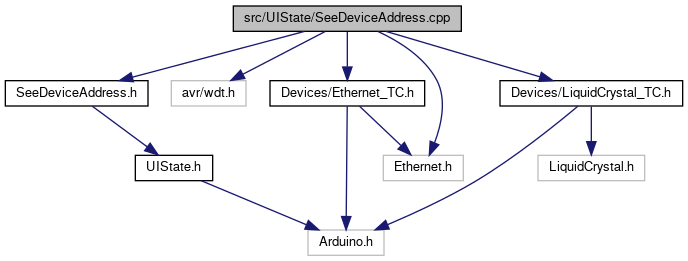 src/UIState/SeeDeviceAddress.cpp
SeeDeviceAddress.h
avr/wdt.h
Devices/Ethernet_TC.h
Devices/LiquidCrystal_TC.h
UIState.h
Ethernet.h
LiquidCrystal.h
Arduino.h